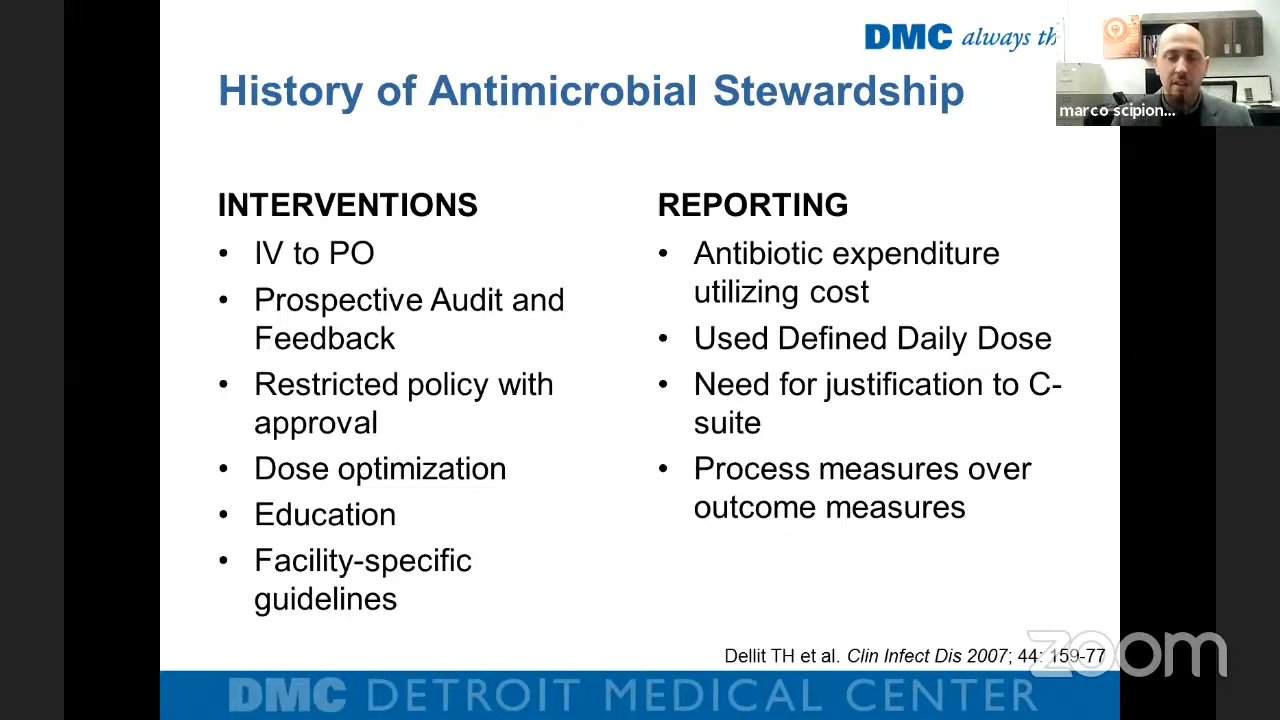 DMC always th
marco scipion...
History of Antimicrobial Stewardship
INTERVENTIONS
• IV to PO
• Prospective Audit and
Feedback
• Restricted policy with
approval
• Dose optimization
• Education
• Facility-specific
guidelines
REPORTING
• Antibiotic expenditure
utilizing cost
• Used Defined Daily Dose
• Need for justification to C-
suite
• Process measures over
outcome measures
Dellit TH et al. Clin Infect Dis 2007; 44: 159-77
zoom
DMC DETROIT MEDICAL CENTER